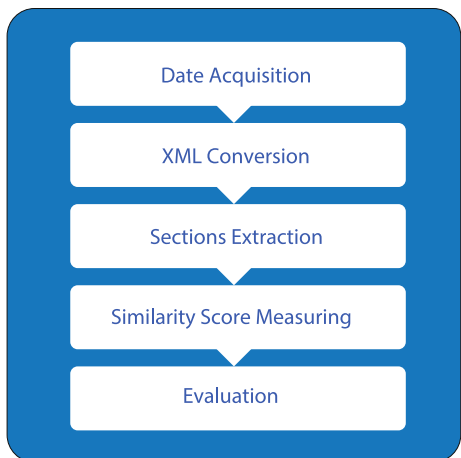 Date Acquisition
XML Conversion
Sections Extraction
Similarity Score Measuring
Evaluation